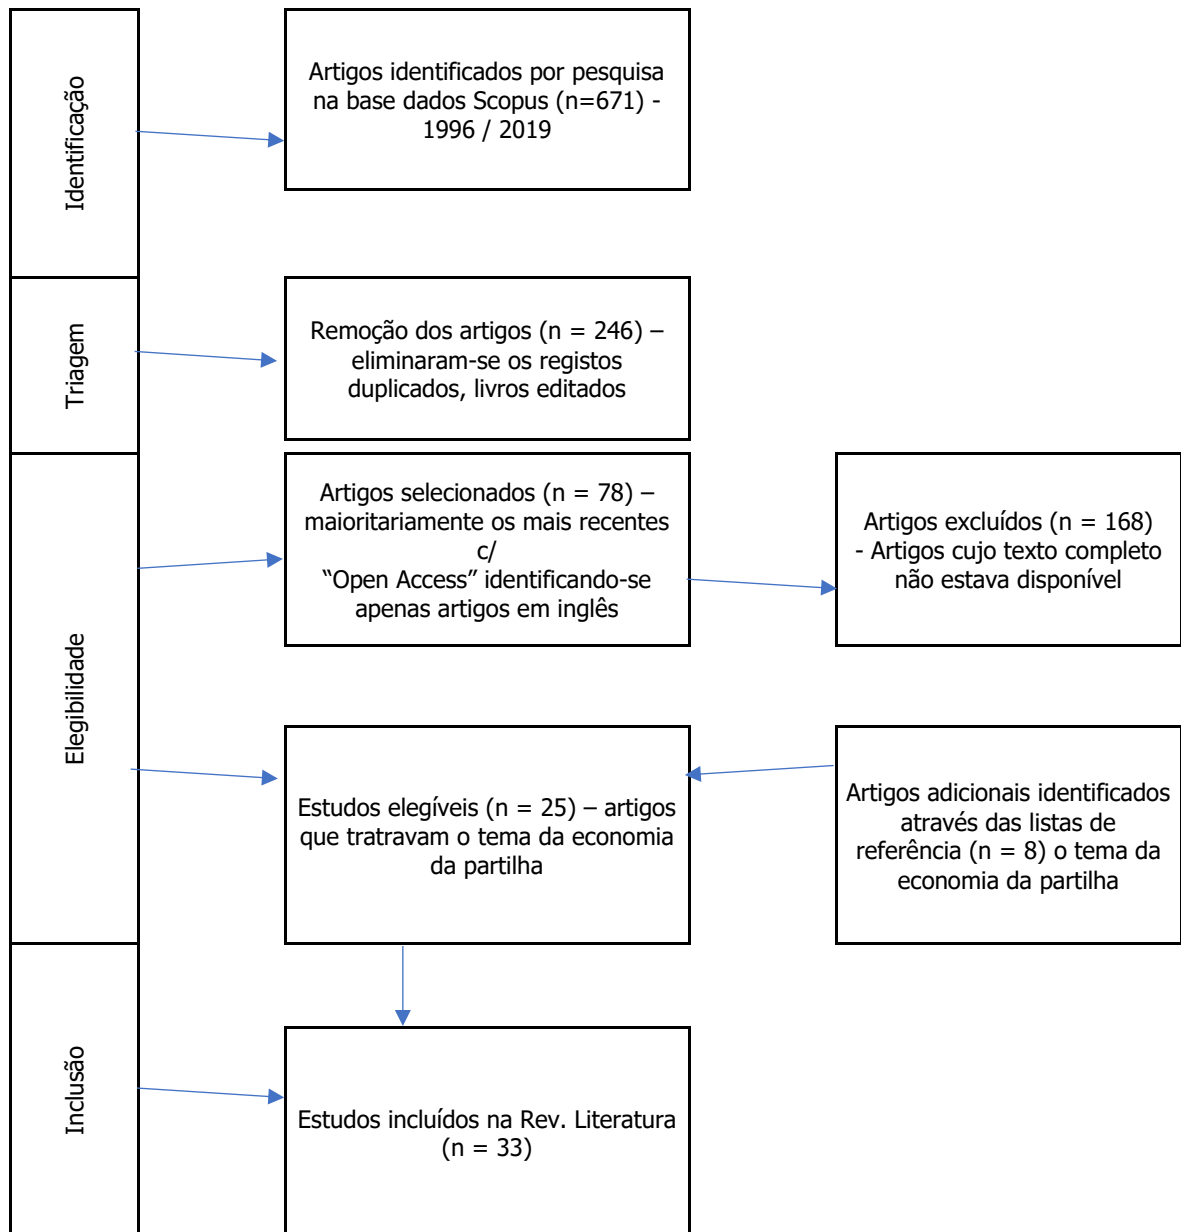 Identificação
Artigos identificados por pesquisa
na base dados Scopus (n=671) -
1996 / 2019
Triagem
Remoção dos artigos (n = 246) –
eliminaram-se os registos
duplicados, livros editados
Elegibilidade
Artigos selecionados (n = 78) –
maioritariamente os mais recentes
c/
“Open Access” identificando-se
apenas artigos em inglês
Artigos excluídos (n = 168)
- Artigos cujo texto completo
não estava disponível
Estudos elegíveis (n = 25) – artigos
que tratravam o tema da economia
da partilha
Artigos adicionais identificados
através das listas de
referência (n = 8) o tema da
economia da partilha
Inclusão
Estudos incluídos na Rev. Literatura
(n = 33)